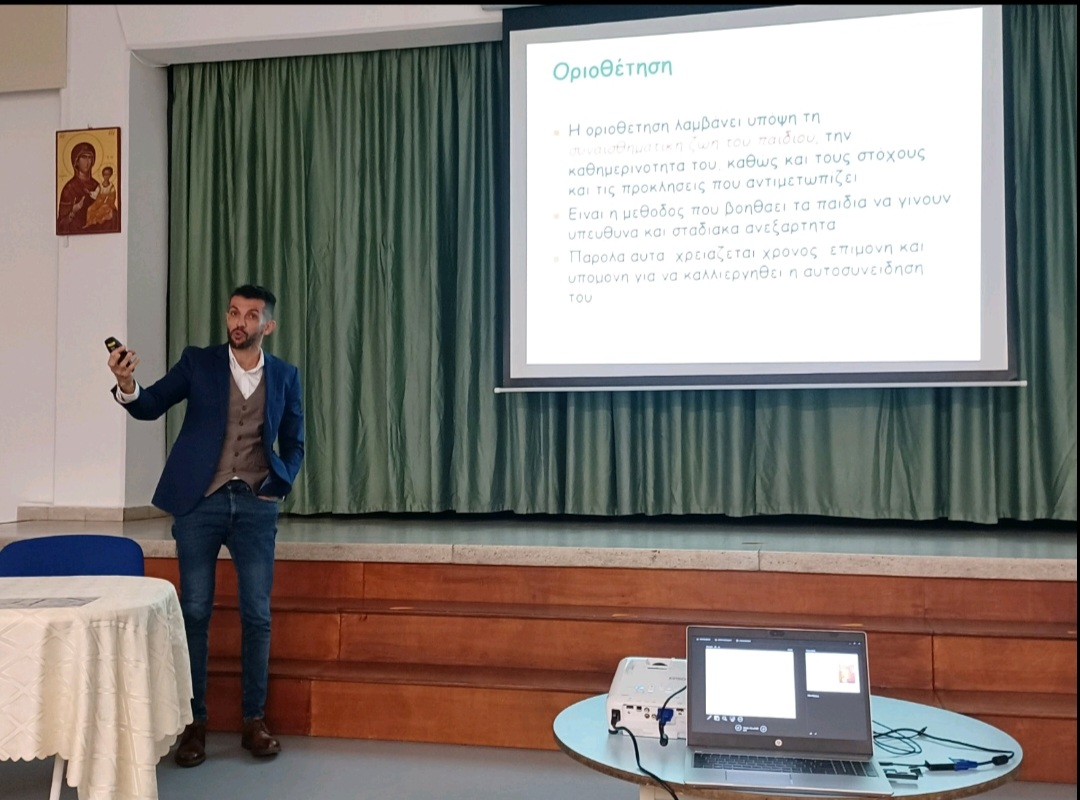 Οριοθέτηση
Η οριοθετηση λαμβανει υποψη τη
συναισθηματικη ζωη του παιδιου, την
καθημερινοτητα του, καθως και τους στοχους
και τις προκλησεις που αντιμετωπιζει
Ειναι η μεθοδος που βοηθαει τα παιδια να γινουν
υπευθυνα και σταδιακα ανεξαρτητα
Παρολα αυτα χρειαζεται χρονος επιμονη και
υπομονη για να καλλιεργηθει η αυτοσυνειδηση
του
hp